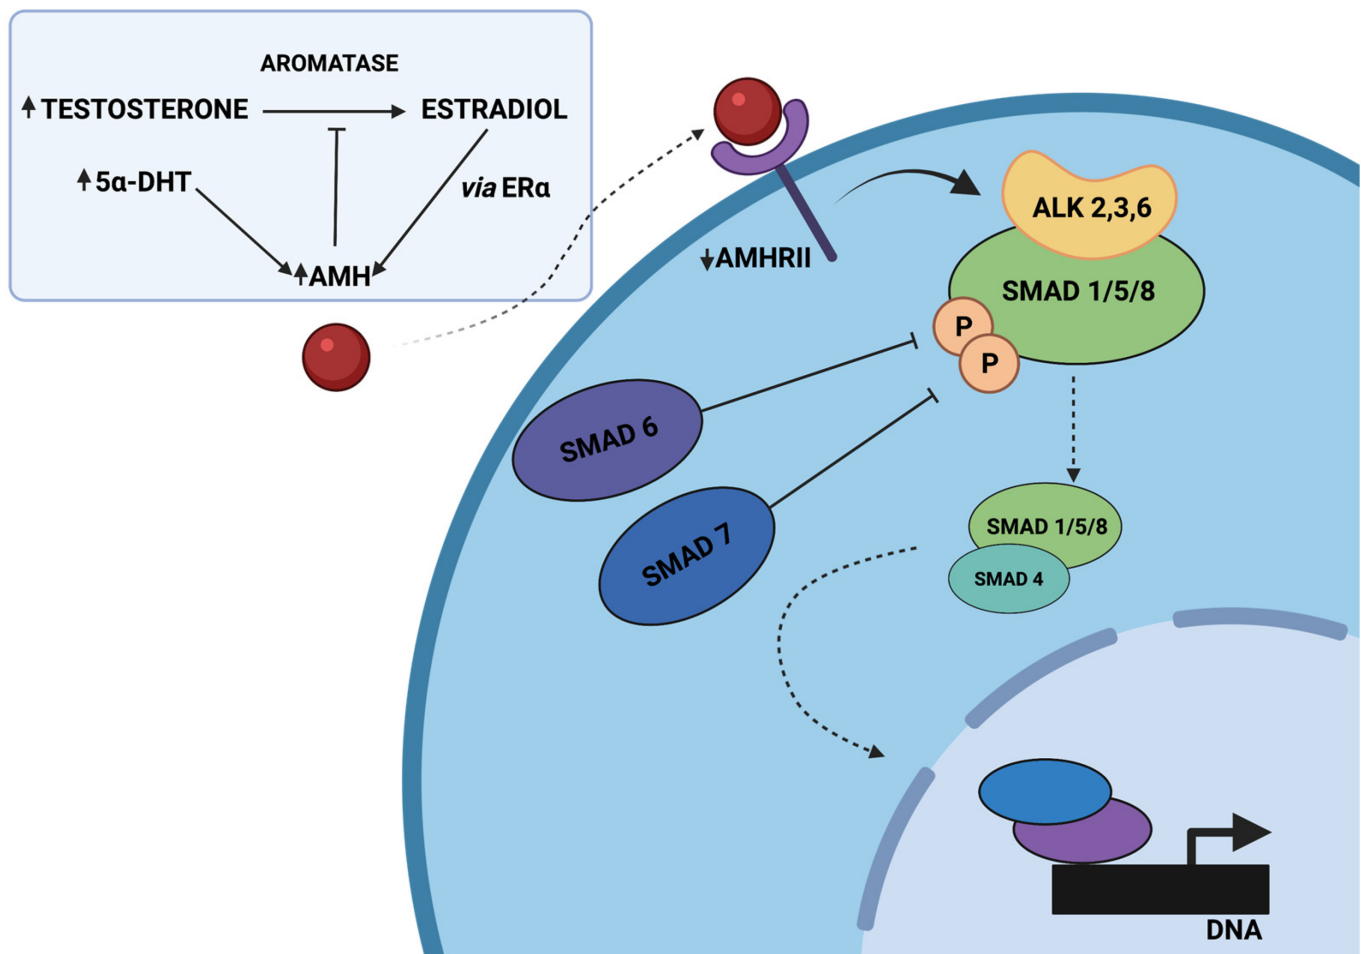 AROMATASE
TESTOSTERONE
ESTRADIOL
5α-DHT
via ERα
AMH
AMHRII
ALK 2,3,6
SMAD 1/5/8
P
P
SMAD 6
SMAD 7
SMAD 1/5/8
SMAD 4
DNA